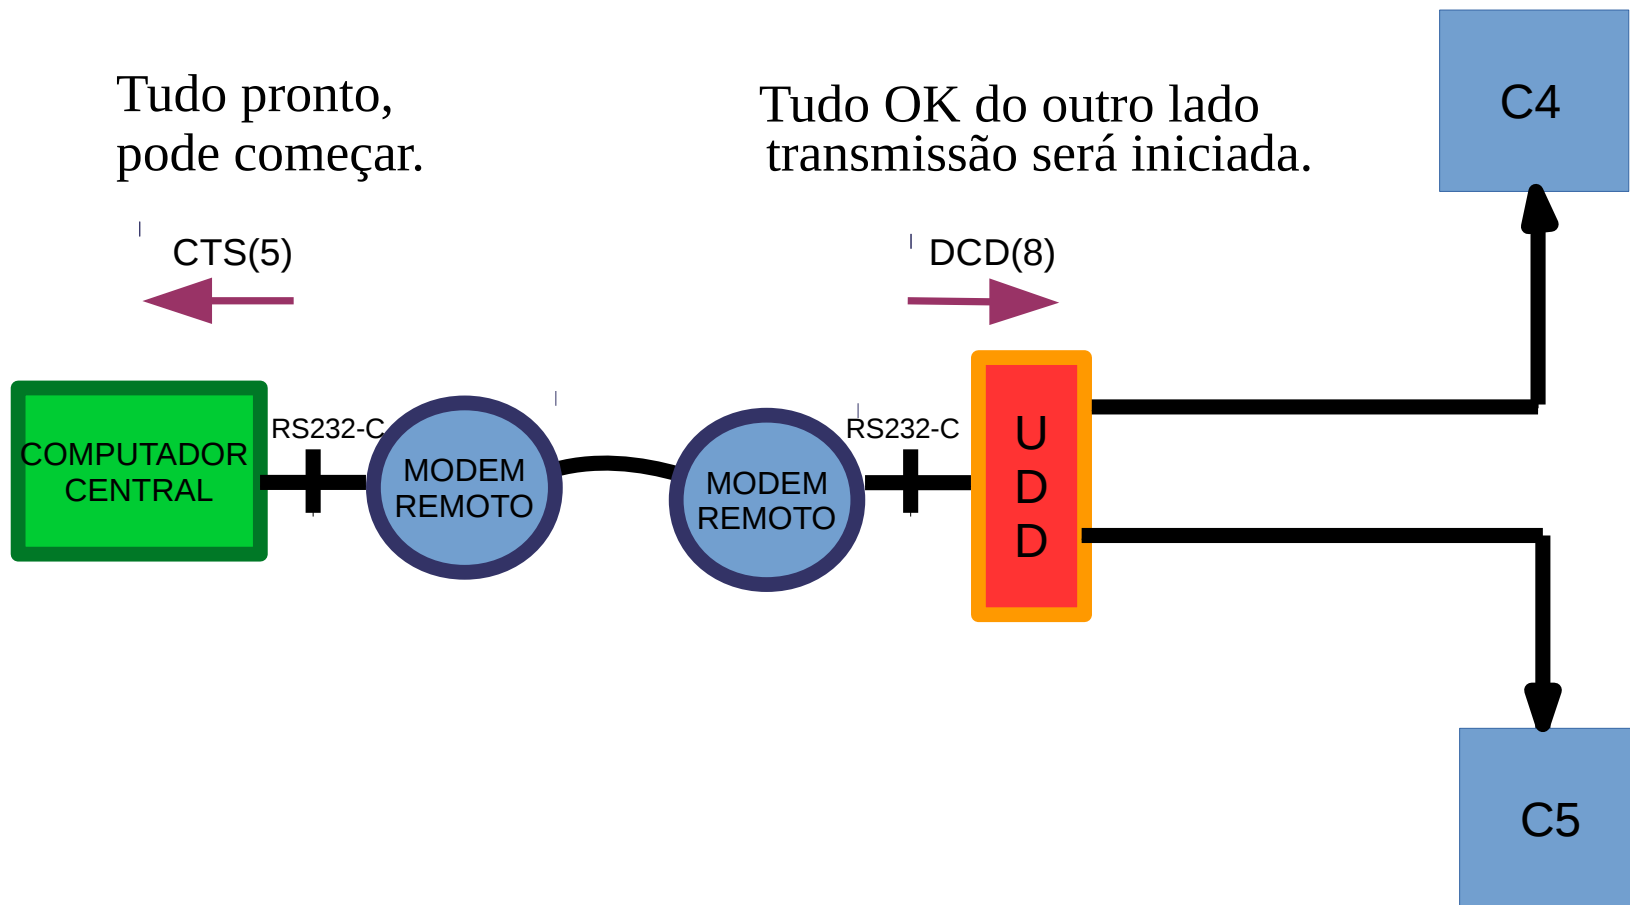 Tudo pronto,
pode começar.
Tudo OK do outro lado
transmissão será iniciada.
C4
CTS(5)
DCD(8)
RS232-C
RS232-C
COMPUTADOR
CENTRAL
MODEM
REMOTO
MODEM
REMOTO
U
D
D
C5